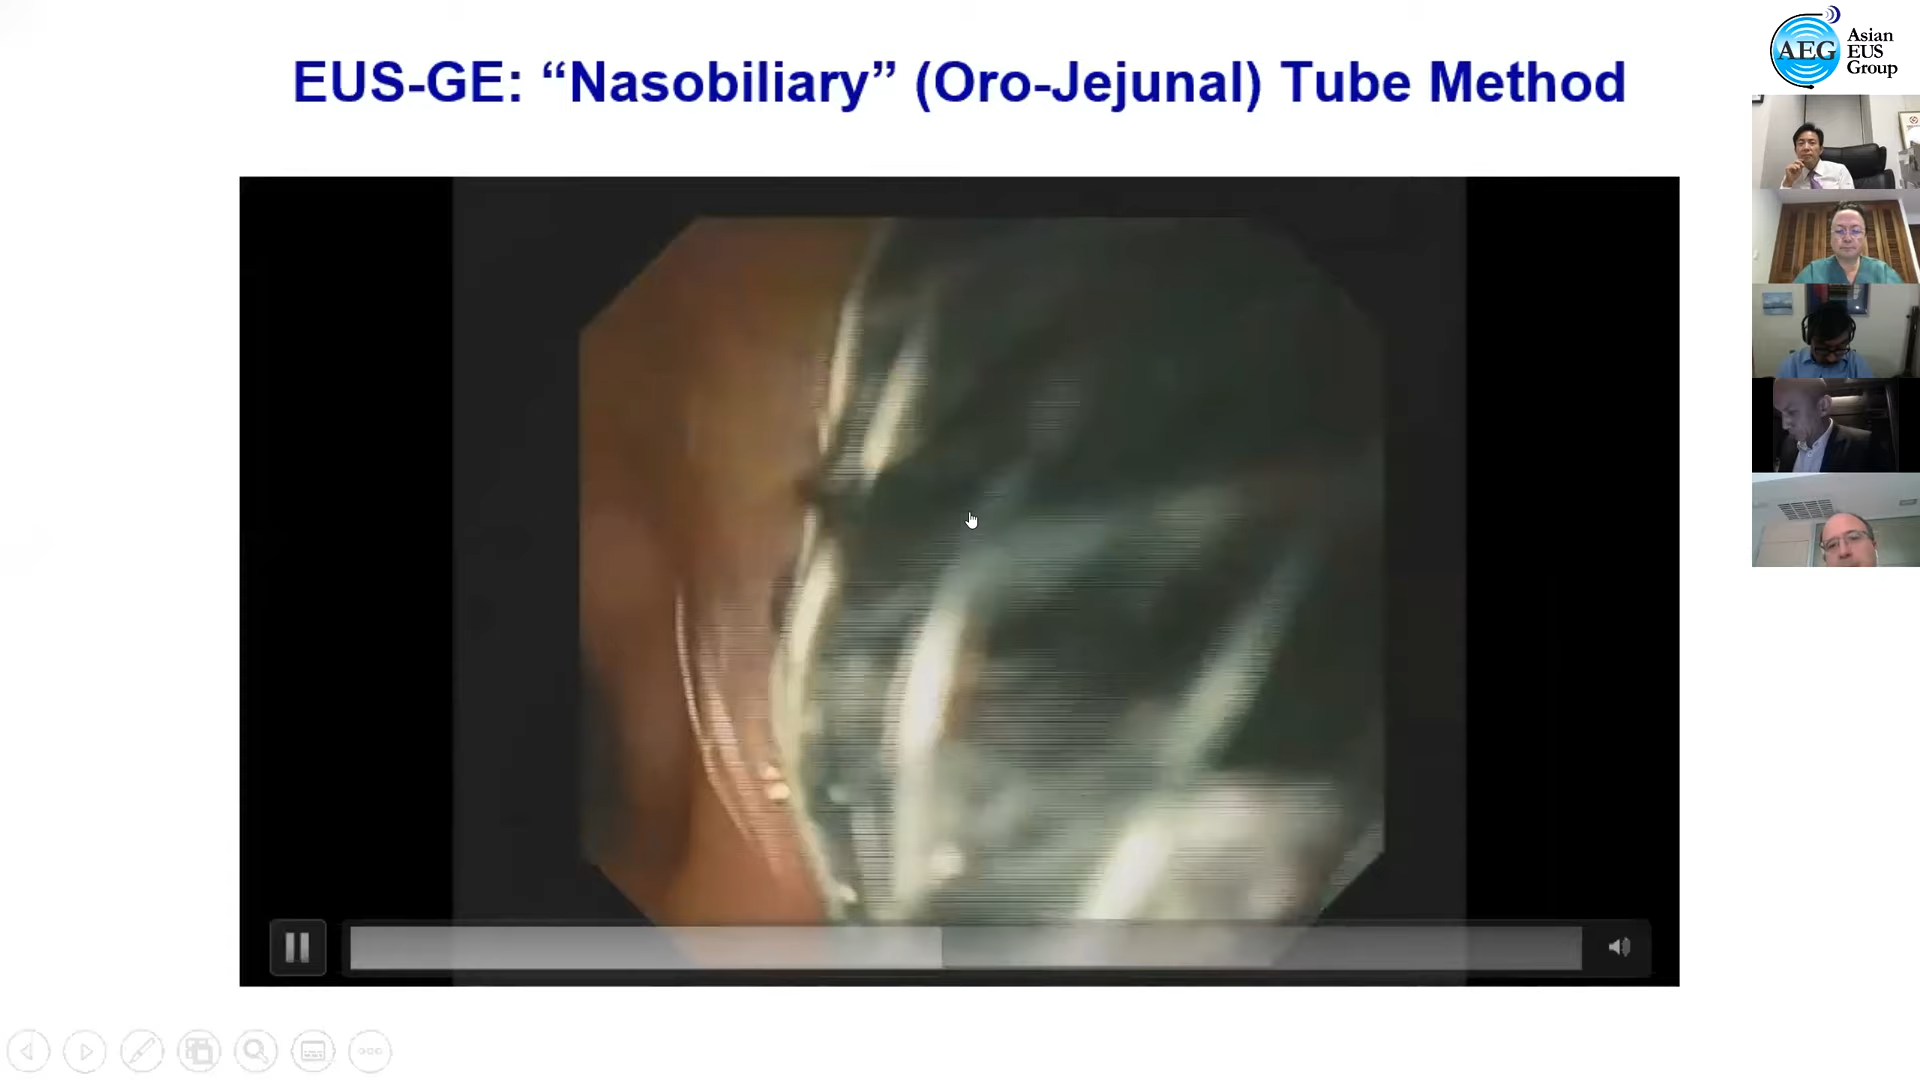 EUS-GE: “Nasobiliary” (Oro-Jejunal) Tube Method
AEG
Asian
EUS
Group